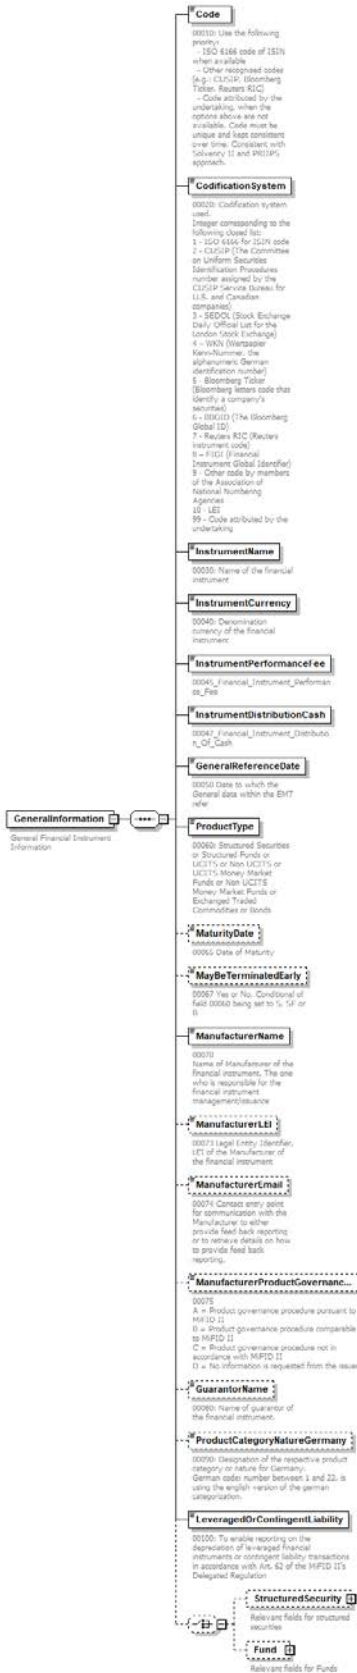 Code
00010: Use the following
priority:
- ISO 6166 code of ISIN
when available
- Other recognised codes
(e.g.: CUSIP, Bloomberg
Ticker, Reuters RIC)
- Code attributed by the
undertaking, when the
options above are not
available. Code must be
unique and kept consistent
over time. Consistent with
Solvency II and PRIIPS
approach.
CodificationSystem
00020: Codification system
used.
Integer corresponding to the
following closed list:
1 - ISO 6166 for ISIN code
2 - CUSIP (The Committee
on Uniform Securities
Identification Procedures
number assigned by the
CUSIP Service Bureau for
U.S. and Canadian
companies)
3 - SEDOL (Stock Exchange
Daily Official List for the
London Stock Exchange)
4 – WKN (Wertpapier
Kenn-Nummer, the
alphanumeric German
identification number)
5 - Bloomberg Ticker
(Bloomberg letters code that
identify a company's
securities)
6 - BBGID (The Bloomberg
Global ID)
7 - Reuters RIC (Reuters
instrument code)
8 – FIGI (Financial
Instrument Global Identifier)
9 - Other code by members
of the Association of
National Numbering
Agencies
10 - LEI
99 - Code attributed by the
undertaking
InstrumentName
00030: Name of the financial
instrument
InstrumentCurrency
00040: Denomination
currency of the financial
instrument
InstrumentPerformanceFee
00045_Financial_Instrument_Performan
ce_Fee
InstrumentDistributionCash
00047_Financial_Instrument_Distributio
n_Of_Cash
GeneralReferenceDate
00050 Date to which the
General data within the EMT
refer
GeneralInformation
General Financial Instrument
Information
ProductType
00060: Structured Securities
or Structured Funds or
UCITS or Non UCITS or
UCITS Money Market
Funds or Non UCITS
Money Market Funds or
Exchanged Traded
Commodities or Bonds
MaturityDate
00065 Date of Maturity
MayBeTerminatedEarly
00067 Yes or No. Conditional of
field 00060 being set to S, SF or
B
ManufacturerName
00070
Name of Manufacturer of the
financial instrument. The one
who is responsible for the
financial instrument
management/issuance
ManufacturerLEI
00073 Legal Entity Identifier,
LEI of the Manufacturer of
the financial instrument
ManufacturerEmail
00074 Contact entry point
for communication with the
Manufacturer to either
provide feed back reporting
or to retrieve details on how
to provide feed back
reporting.
ManufacturerProductGovernanc...
00075
A = Product governance procedure pursuant to
MiFID II
B = Product governance procedure comparable
to MiFID II
C = Product governance procedure not in
accordance with MiFID II
D = No information is requested from the issuer
GuarantorName
00080: Name of guarantor of
the financial instrument.
ProductCategoryNatureGermany
00090: Designation of the respective product
category or nature for Germany.
German code: number between 1 and 22. is
using the english version of the german
categorization.
LeveragedOrContingentLiability
00100: To enable reporting on the
depreciation of leveraged financial
instruments or contingent liability transactions
in accordance with Art. 62 of the MiFID II's
Delegated Regulation
StructuredSecurity
Relevant fields for structured
securities
Fund
Relevant fields for Funds